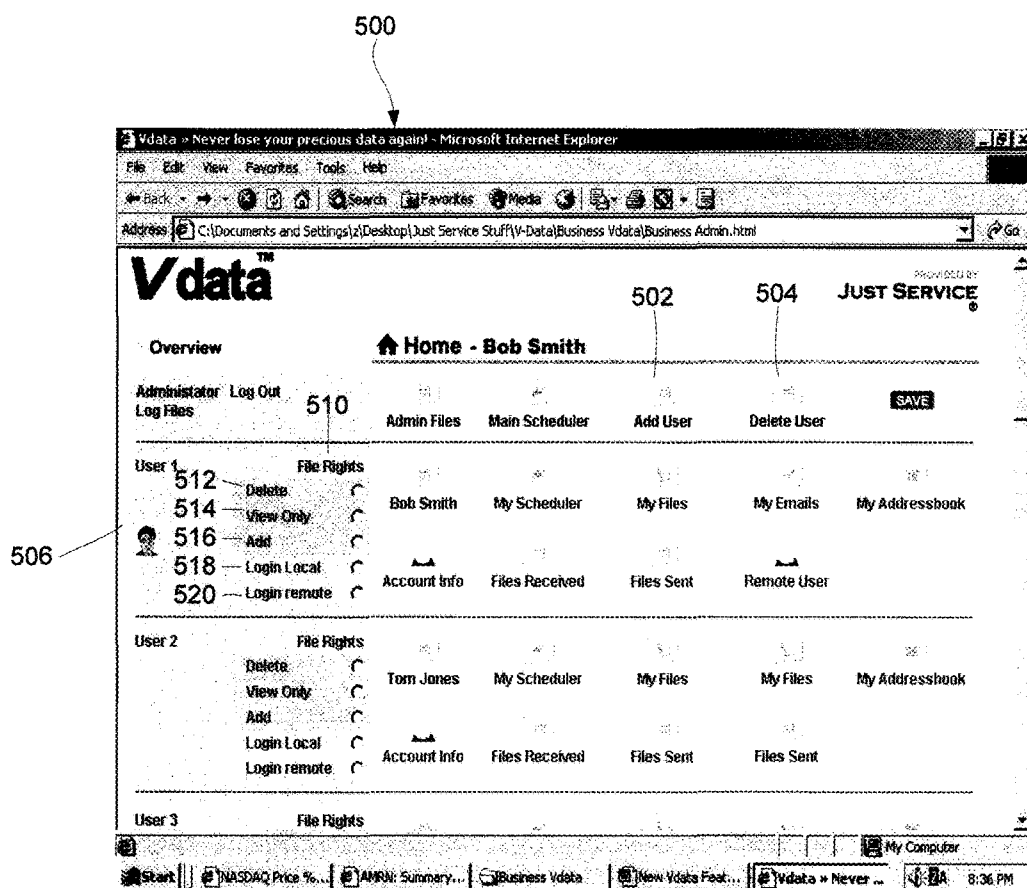 500
Vdata » Never lose your precious data again! - Microsoft Internet Explorer
File Edit View Favorites Tools Help
Back Search Favorites Media
Address C:\Documents and Settings\z\Desktop\Just Service Stuff\V-Data\Business Vdata\Business Admin.html Go
Vdata™
502 504
PROVIDED BY
JUST SERVICE®
Overview
Home - Bob Smith
Administator Log Out
Log Files
510
Admin Files Main Scheduler Add User Delete User SAVE
User 1 File Rights
512 Delete
514 View Only
516 Add
518 Login Local
520 Login remote
506
Bob Smith My Scheduler My Files My Emails My Addressbook
Account Info Files Received Files Sent Remote User
User 2 File Rights
Delete
View Only
Add
Login Local
Login remote
Tom Jones My Scheduler My Files My Files My Addressbook
Account Info Files Received Files Sent Files Sent
User 3 File Rights
My Computer
Start NASDAQ Price %... AMRN: Summary... Business Vdata New Vdata Feat... Vdata » Never ... 8:36 PM